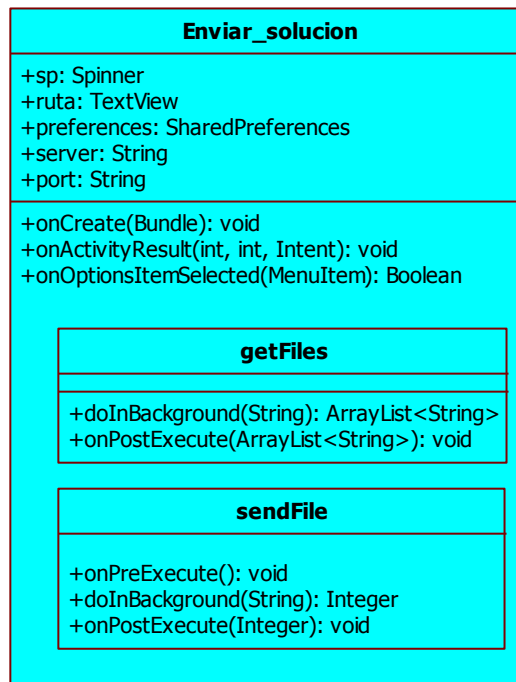 Enviar_solucion
+sp: Spinner
+ruta: TextView
+preferences: SharedPreferences
+server: String
+port: String
+onCreate(Bundle): void
+onActivityResult(int, int, Intent): void
+onOptionsItemSelected(MenuItem): Boolean
getFiles
+doInBackground(String): ArrayList<String>
+onPostExecute(ArrayList<String>): void
sendFile
+onPreExecute(): void
+doInBackground(String): Integer
+onPostExecute(Integer): void